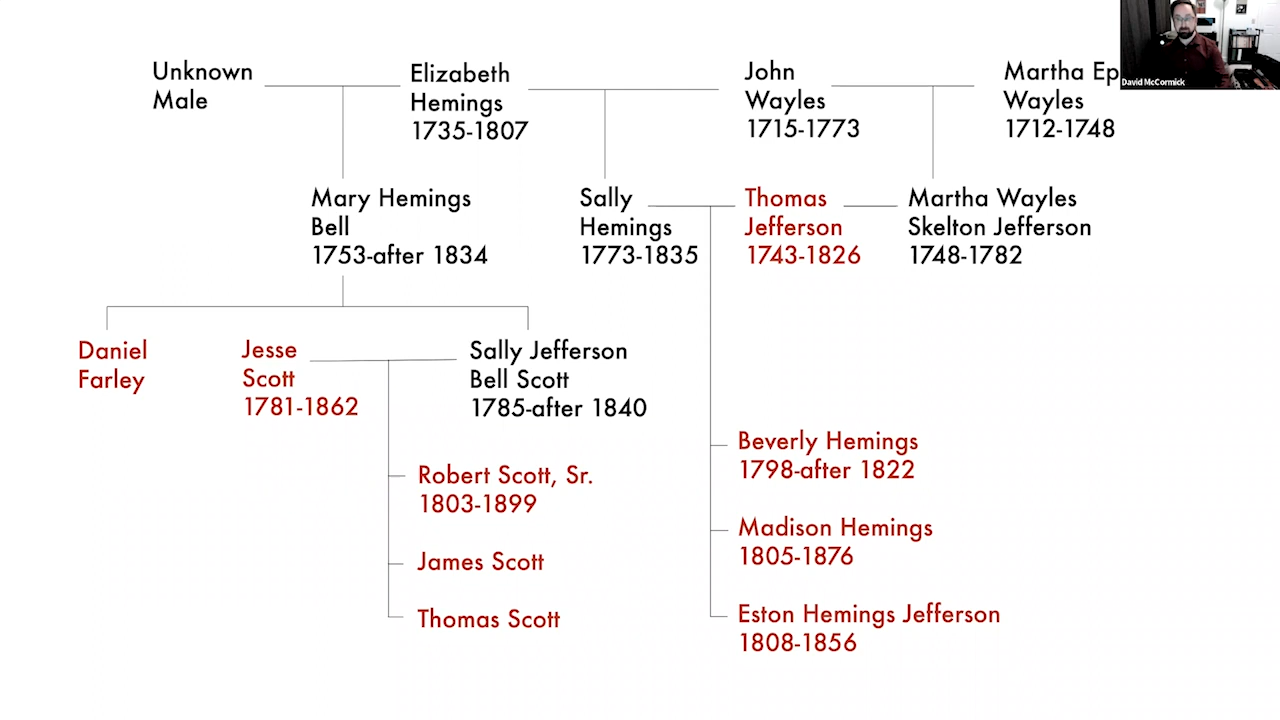 Unknown
Male
Elizabeth
Hemings
1735-1807
John
Wayles
1715-1773
Martha Ep
Wayles
1712-1748
David McCormick
Mary Hemings
Bell
1753-after 1834
Sally
Hemings
1773-1835
Thomas
Jefferson
1743-1826
Martha Wayles
Skelton Jefferson
1748-1782
Daniel
Farley
Jesse
Scott
1781-1862
Sally Jefferson
Bell Scott
1785-after 1840
Robert Scott, Sr.
1803-1899
James Scott
Thomas Scott
Beverly Hemings
1798-after 1822
Madison Hemings
1805-1876
Eston Hemings Jefferson
1808-1856